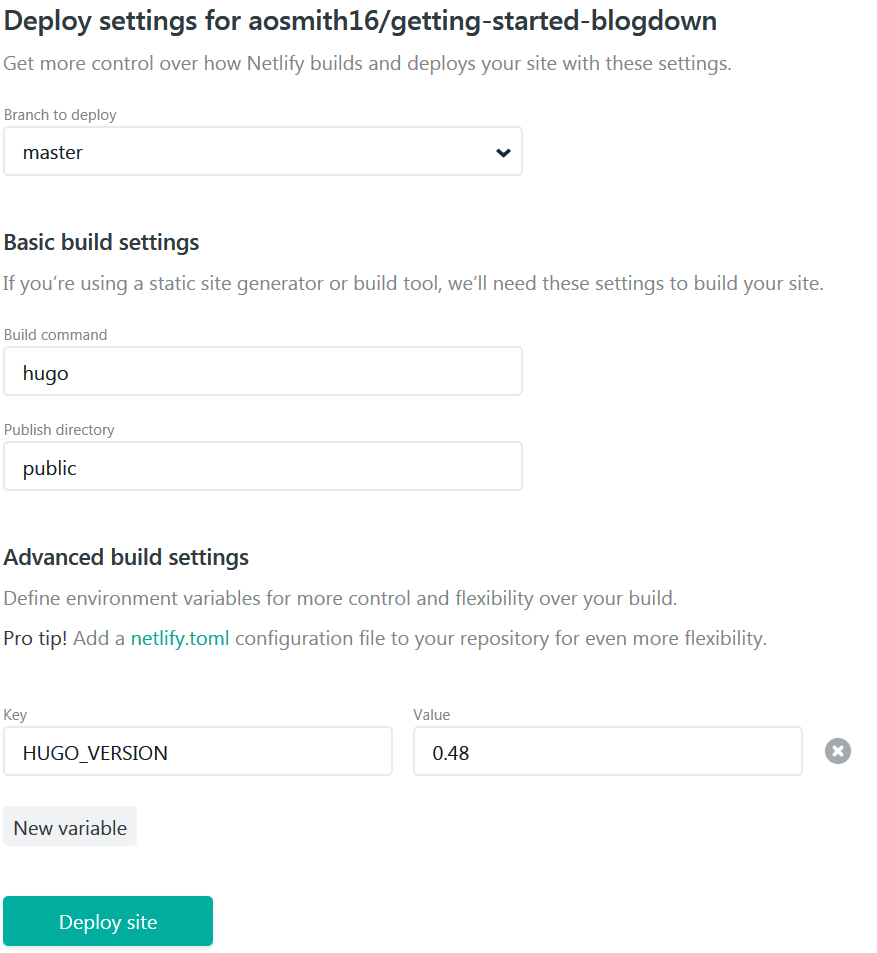 Deploy settings for aosmith16/getting-started-blogdown
Get more control over how Netlify builds and deploys your site with these settings.
Branch to deploy
master
Basic build settings
If you’re using a static site generator or build tool, we’ll need these settings to build your site.
Build command
hugo
Publish directory
public
Advanced build settings
Define environment variables for more control and flexibility over your build.
Pro tip! Add a netlify.toml configuration file to your repository for even more flexibility.
Key Value
HUGO_VERSION 0.48
New variable
Deploy site